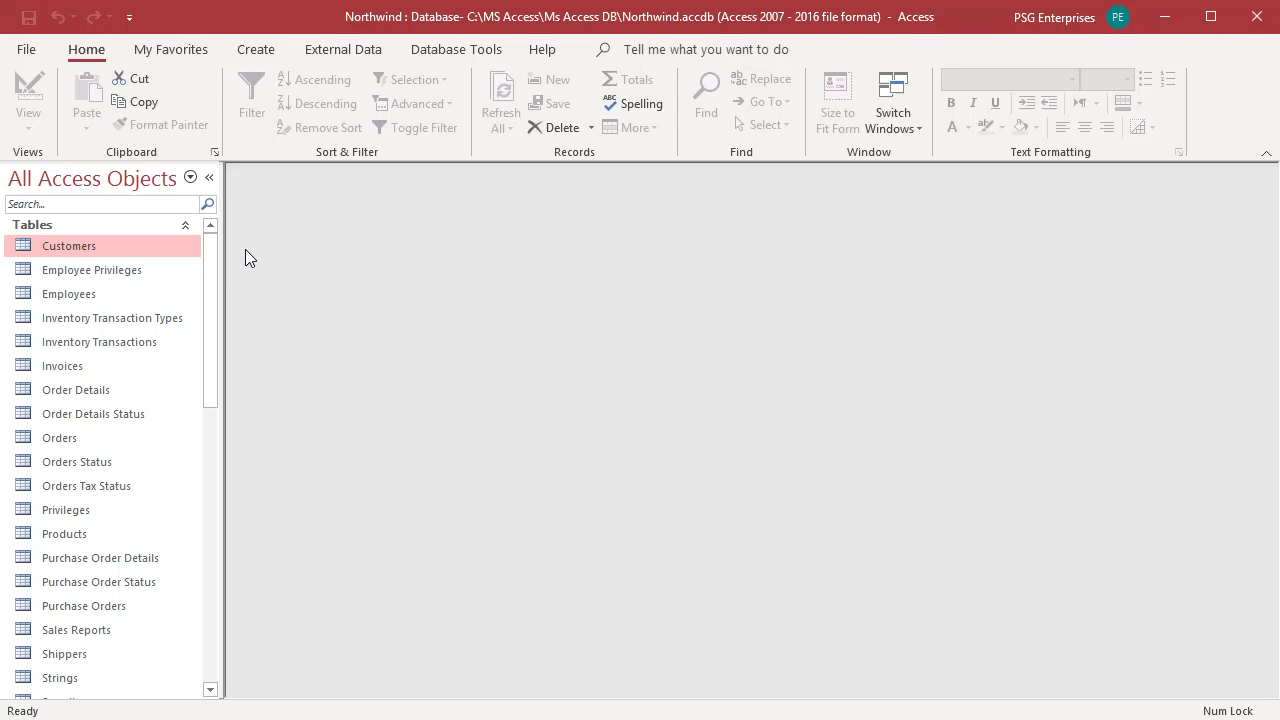 Northwind : Database- C:\MS Access\Ms Access DB\Northwind.accdb (Access 2007 - 2016 file format) - Access
PSG Enterprises PE
File Home My Favorites Create External Data Database Tools Help Tell me what you want to do
View
Views
Paste
Cut
Copy
Format Painter
Clipboard
Filter
Ascending
Descending
Remove Sort
Selection
Advanced
Toggle Filter
Sort & Filter
Refresh
All
New
Save
Delete
Totals
Spelling
More
Records
Find
Replace
Go To
Select
Find
Size to
Fit Form
Switch
Windows
Window
B I U
A
Text Formatting
All Access Objects
Search...
Tables
Customers
Employee Privileges
Employees
Inventory Transaction Types
Inventory Transactions
Invoices
Order Details
Order Details Status
Orders
Orders Status
Orders Tax Status
Privileges
Products
Purchase Order Details
Purchase Order Status
Purchase Orders
Sales Reports
Shippers
Strings
Ready
Num Lock